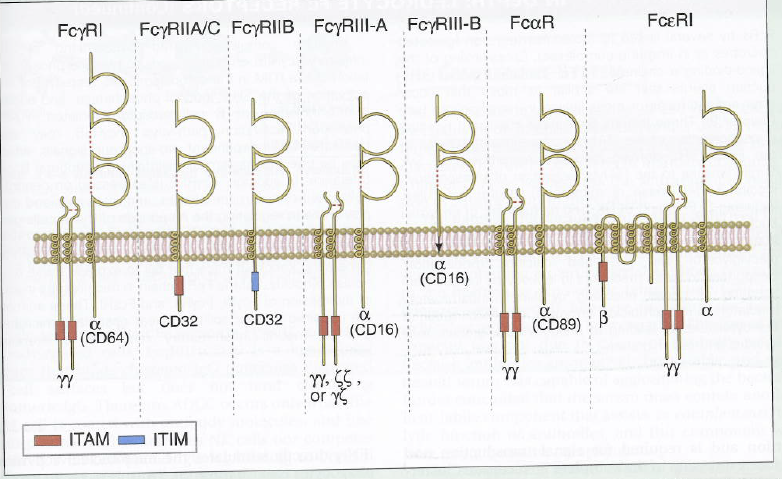 FcγRI
FcγRIIA/C
FcγRIIB
FcγRIII-A
FcγRIII-B
FcαR
FcεRI
α
(CD64)
γγ
CD32
CD32
α
(CD16)
γγ, ζζ ,
or γζ
α
(CD16)
α
(CD89)
γγ
β
γγ
α
ITAM
ITIM